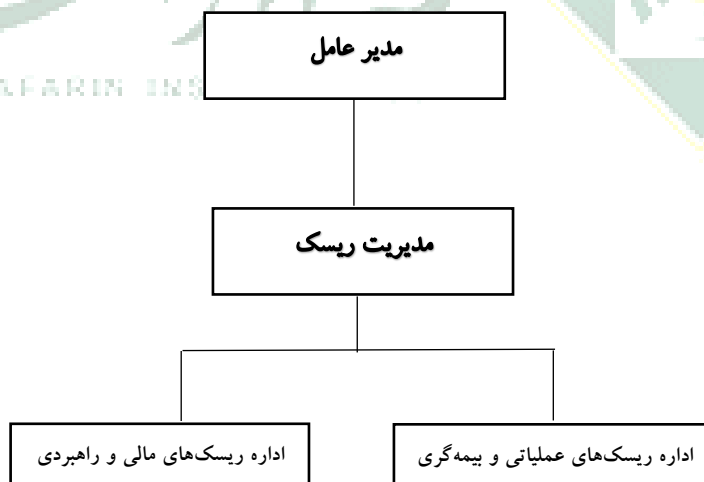 مدیر عامل
مدیریت ریسک
اداره ریسک‌های عملیاتی و بیمه‌گری
اداره ریسک‌های مالی و راهبردی